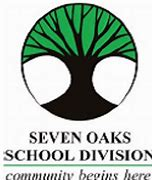 SEVEN OAKS
SCHOOL DIVISION
community begins here